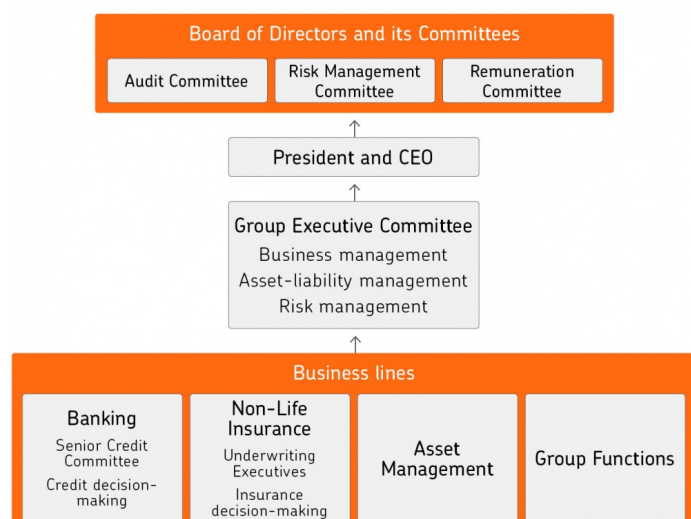 Board of Directors and its Committees
Audit Committee
Risk Management
Committee
Remuneration
Committee
President and CEO
Group Executive Committee
Business management
Asset-liability management
Risk management
Business lines
Banking
Senior Credit
Committee
Credit decision-
making
Non-Life
Insurance
Underwriting
Executives
Insurance
decision-making
Asset
Management
Group Functions